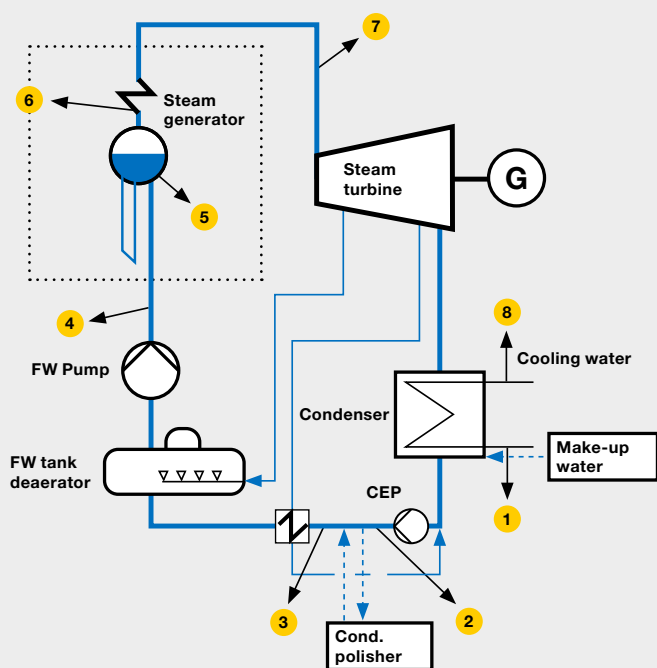 7
6
Steam
generator
Steam
turbine
G
5
4
8
FW Pump
Cooling water
Condenser
FW tank
deaerator
Make-up
water
CEP
1
3
2
Cond.
polisher